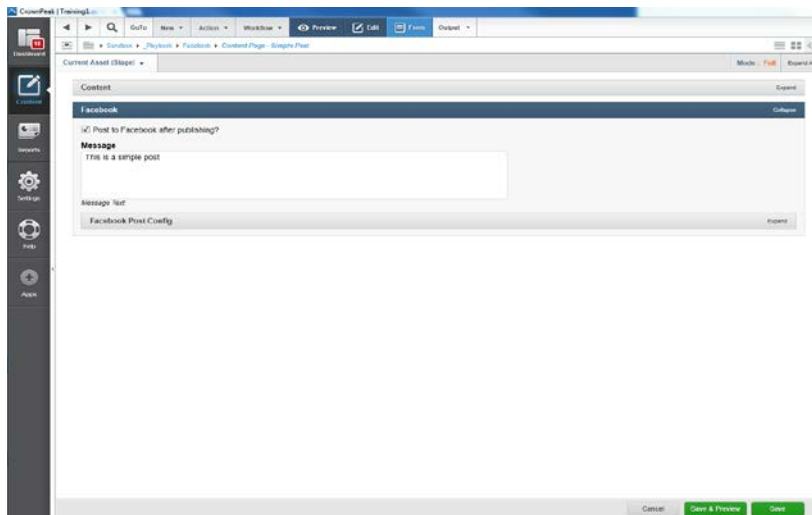 CrownPeak | Training1
GoTo New Action Workflow Preview Edit Form Output
Sandbox _Playbook Facebook Content Page - Simple Post
Dashboard
Current Asset (Stage) Mode : Full Expand
Content Expand
Content
Facebook Collapse
Post to Facebook after publishing?
Message
This is a simple post
Reports
Settings
Message Text
Facebook Post Config Expand
Help
Apps
Cancel Save & Preview Save